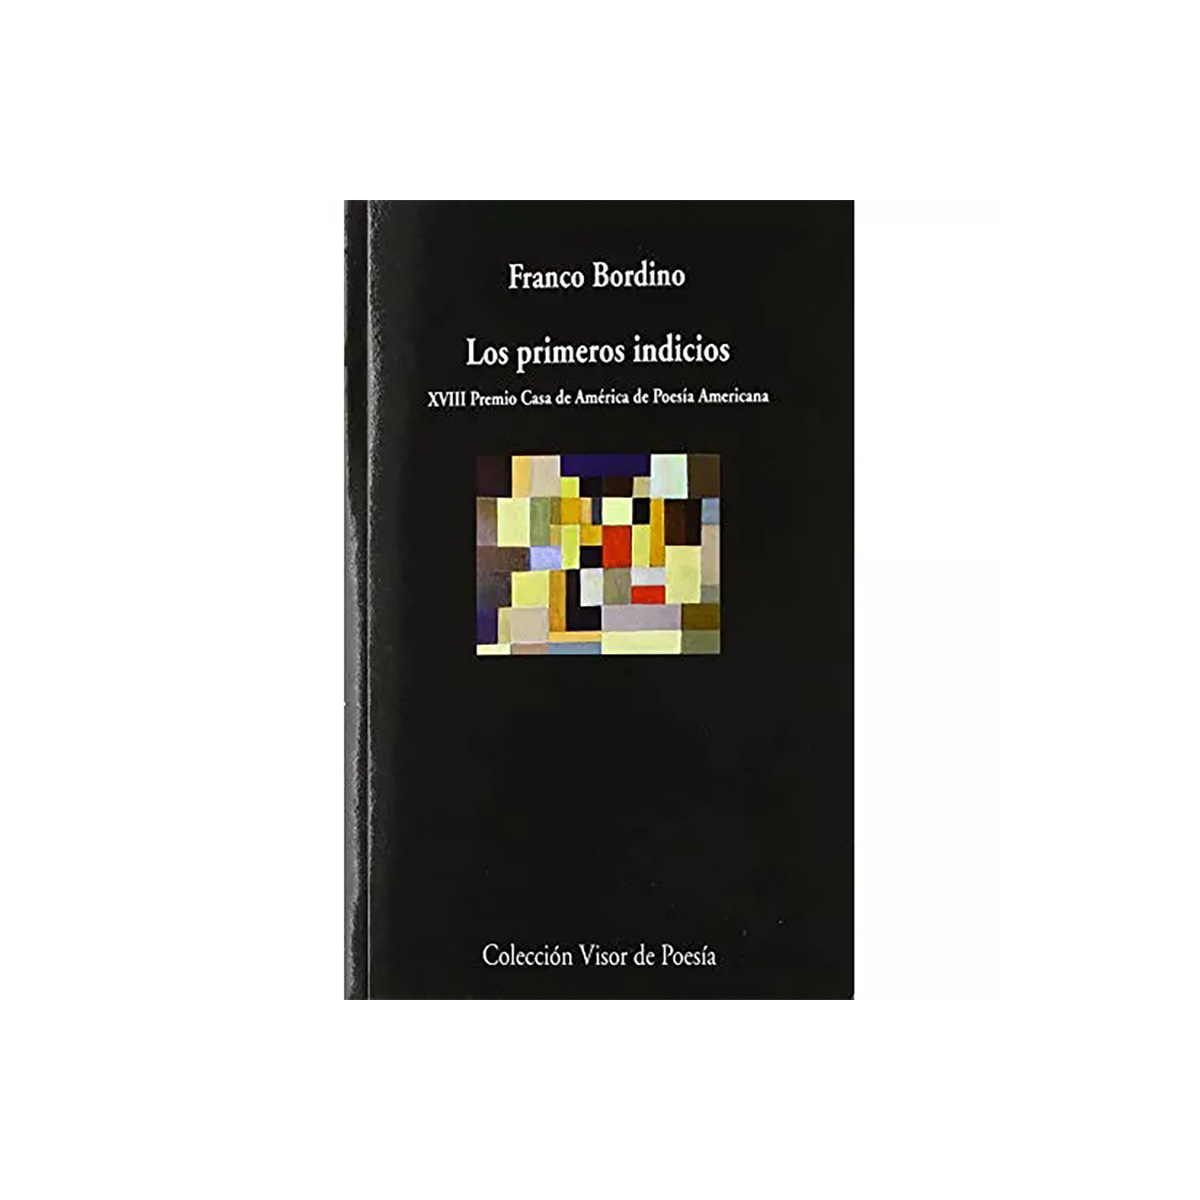 Franco Bordino
Los primeros indicios
XVIII Premio Casa de América de Poesía Americana
Colección Visor de Poesía